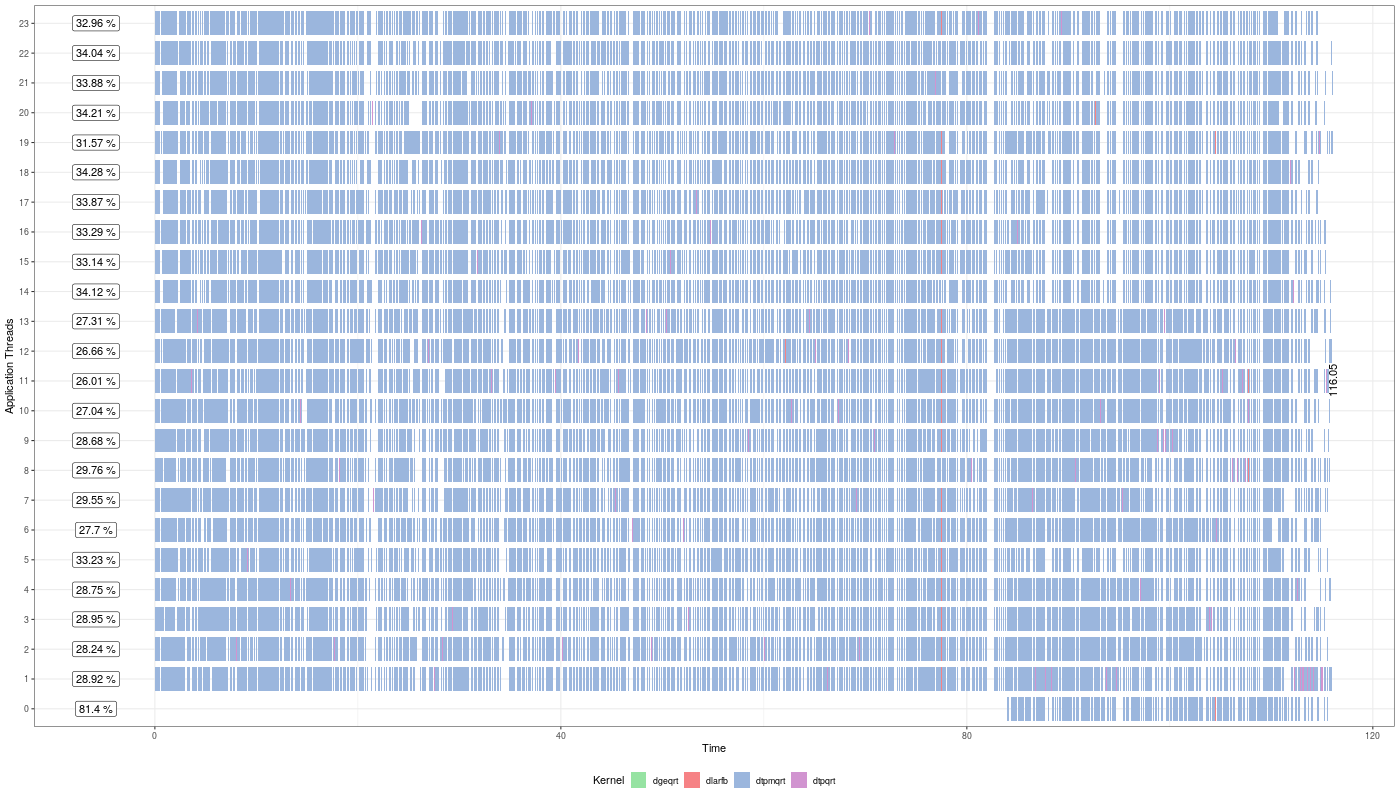 23 32.96 %
22 34.04 %
21 33.88 %
20 34.21 %
19 31.57 %
18 34.28 %
17 33.87 %
16 33.29 %
15 33.14 %
14 34.12 %
13 27.31 %
12 26.66 %
11 26.01 %
116.05
10 27.04 %
9 28.68 %
8 29.76 %
7 29.55 %
6 27.7 %
5 33.23 %
4 28.75 %
3 28.95 %
2 28.24 %
1 28.92 %
0 81.4 %
Application Threads
0 40 80 120
Time
Kernel dgeqrt dlarfb dtpmqrt dtpqrt